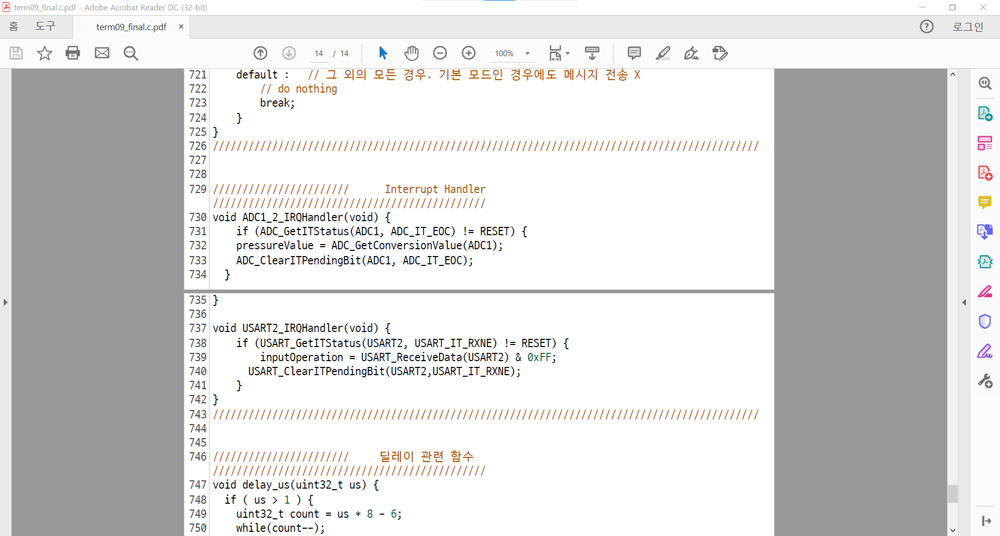 term09_final.c.pdf - Adobe Acrobat Reader DC (32-bit)
홈 도구 term09_final.c.pdf × ? 로그인
14 / 14 100%
721 default : // 그 외의 모든 경우. 기본 모드인 경우에도 메시지 전송 X
722 // do nothing
723 break;
724 }
725 }
726 ////////////////////////////////////////////////////////////////////////////////////////////
727
728
729 /////////////////////// Interrupt Handler
//////////////////////////////////////////////
730 void ADC1_2_IRQHandler(void) {
731 if (ADC_GetITStatus(ADC1, ADC_IT_EOC) != RESET) {
732 pressureValue = ADC_GetConversionValue(ADC1);
733 ADC_ClearITPendingBit(ADC1, ADC_IT_EOC);
734 }
735 }
736
737 void USART2_IRQHandler(void) {
738 if (USART_GetITStatus(USART2, USART_IT_RXNE) != RESET) {
739 inputOperation = USART_ReceiveData(USART2) & 0xFF;
740 USART_ClearITPendingBit(USART2,USART_IT_RXNE);
741 }
742 }
743 ////////////////////////////////////////////////////////////////////////////////////////////
744
745
746 /////////////////////// 딜레이 관련 함수
//////////////////////////////////////////////
747 void delay_us(uint32_t us) {
748 if ( us > 1 ) {
749 uint32_t count = us * 8 - 6;
750 while(count--);